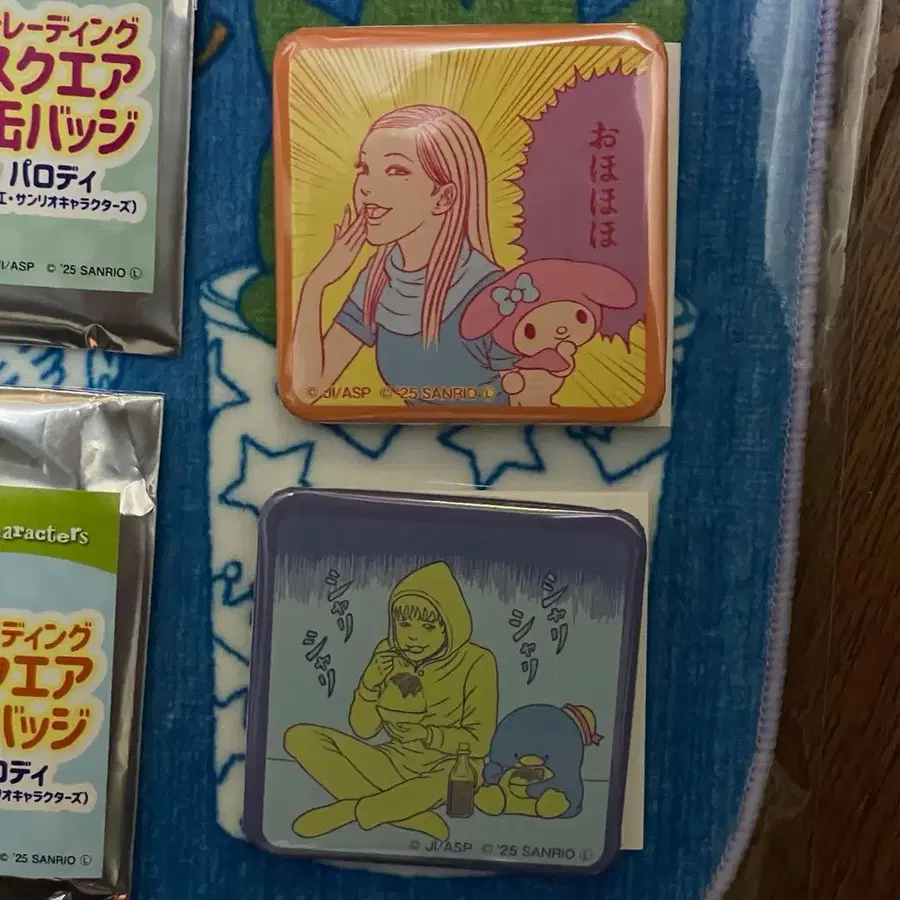 レーディング
スクエア
缶バッジ
パロディ
エ・サンリオキャラクターズ)
JI/ASP © '25 SANRIO Ⓛ
おほほほ
© JI/ASP © '25 SANRIO Ⓛ
aracters
ディング
クエア
バッジ
ロディ
オキャラクターズ)
© '25 SANRIO Ⓛ
シャリ
シャリ
シャリ
シャリ
© JI/ASP © '25 SANRIO Ⓛ